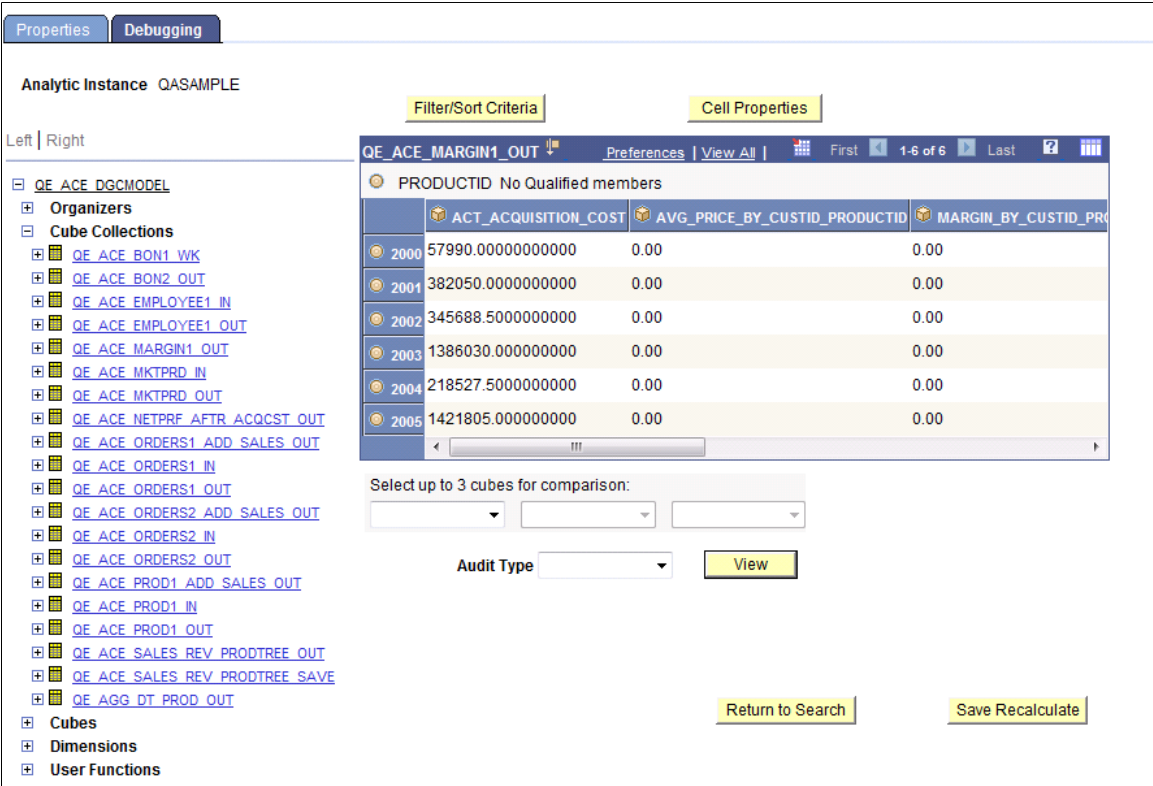 Properties Debugging
Analytic Instance QASAMPLE
Filter/Sort Criteria Cell Properties
Left | Right
QE_ACE_DGCMODEL
Organizers
Cube Collections
QE_ACE_BON1_WK
QE_ACE_BON2_OUT
QE_ACE_EMPLOYEE1_IN
QE_ACE_EMPLOYEE1_OUT
QE_ACE_MARGIN1_OUT
QE_ACE_MKTPRD_IN
QE_ACE_MKTPRD_OUT
QE_ACE_NETPRF_AFTR_ACQCST_OUT
QE_ACE_ORDERS1_ADD_SALES_OUT
QE_ACE_ORDERS1_IN
QE_ACE_ORDERS1_OUT
QE_ACE_ORDERS2_ADD_SALES_OUT
QE_ACE_ORDERS2_IN
QE_ACE_ORDERS2_OUT
QE_ACE_PROD1_ADD_SALES_OUT
QE_ACE_PROD1_IN
QE_ACE_PROD1_OUT
QE_ACE_SALES_REV_PRODTREE_OUT
QE_ACE_SALES_REV_PRODTREE_SAVE
QE_AGG_DT_PROD_OUT
Cubes
Dimensions
User Functions
QE_ACE_MARGIN1_OUT Preferences | View All | First 1-6 of 6 Last
PRODUCTID No Qualified members
ACT_ACQUISITION_COST AVG_PRICE_BY_CUSTID_PRODUCTID MARGIN_BY_CUSTID_PRO
2000 57990.00000000000 0.00 0.00
2001 382050.0000000000 0.00 0.00
2002 345688.5000000000 0.00 0.00
2003 1386030.000000000 0.00 0.00
2004 218527.5000000000 0.00 0.00
2005 1421805.000000000 0.00 0.00
Select up to 3 cubes for comparison:
Audit Type View
Return to Search Save Recalculate